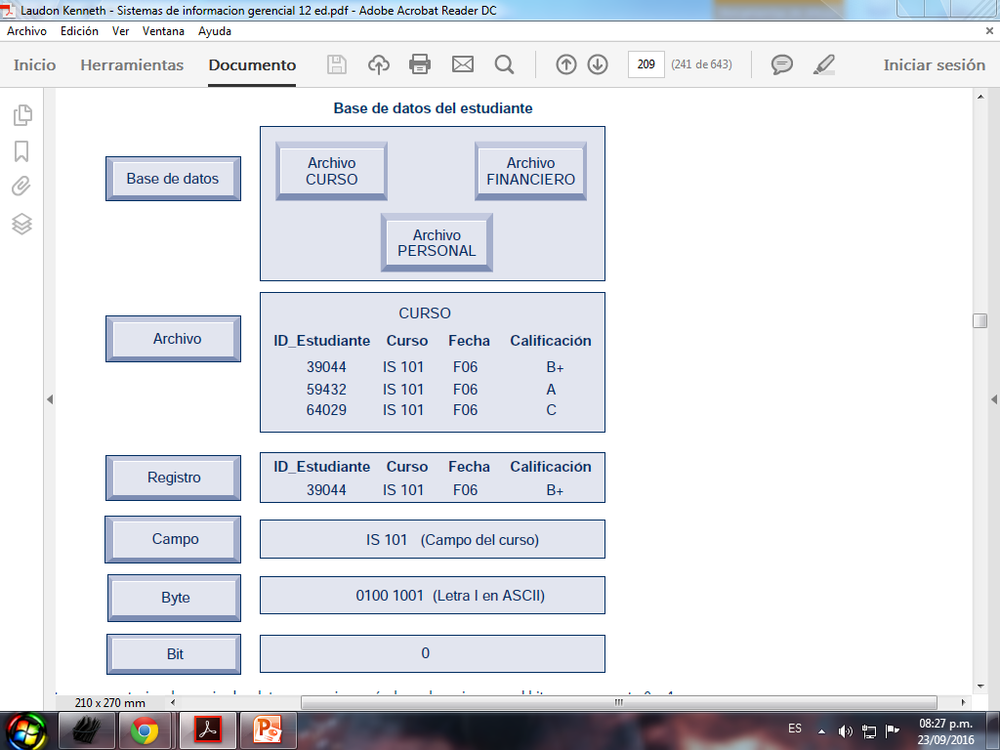 Laudon Kenneth - Sistemas de informacion gerencial 12 ed.pdf - Adobe Acrobat Reader DC
Archivo Edición Ver Ventana Ayuda
Inicio Herramientas Documento 209 (241 de 643) Iniciar sesión
Base de datos del estudiante
Base de datos
Archivo
CURSO
Archivo
FINANCIERO
Archivo
PERSONAL
Archivo
CURSO
ID_Estudiante Curso Fecha Calificación
39044 IS 101 F06 B+
59432 IS 101 F06 A
64029 IS 101 F06 C
Registro
ID_Estudiante Curso Fecha Calificación
39044 IS 101 F06 B+
Campo
IS 101 (Campo del curso)
Byte
0100 1001 (Letra I en ASCII)
Bit
0
210 x 270 mm
ES
08:27 p.m.
23/09/2016